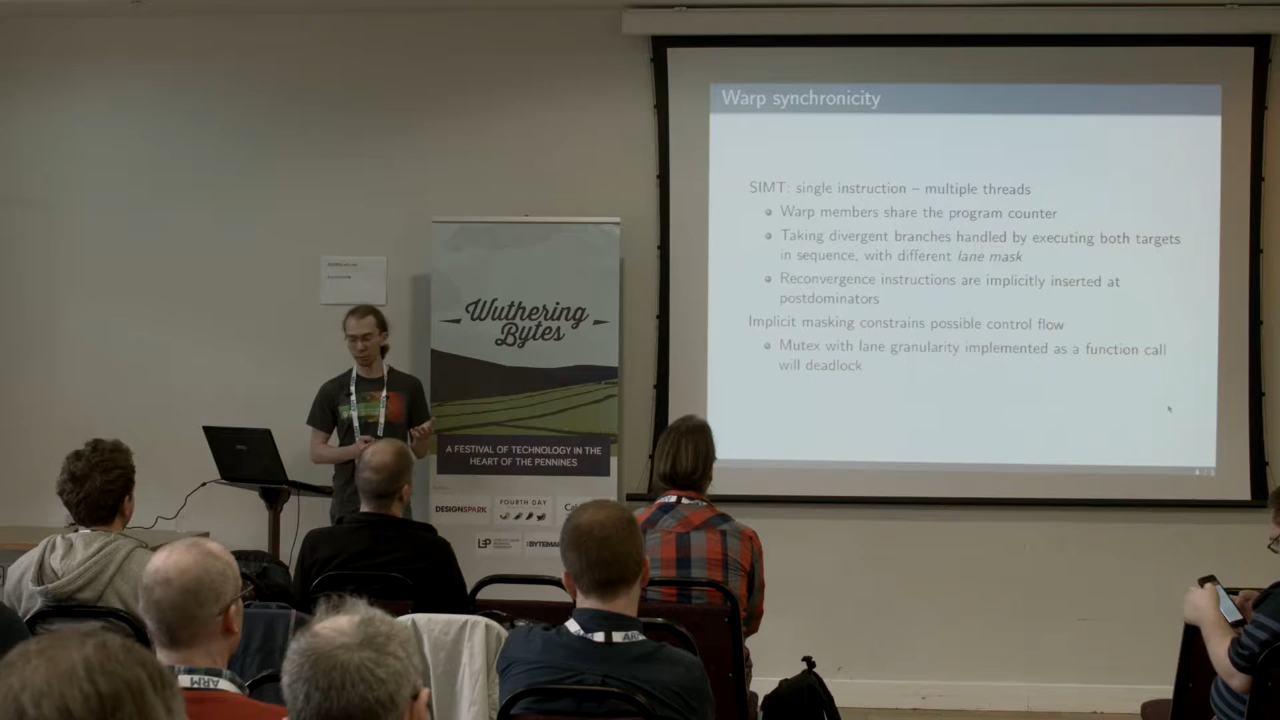 Warp synchronicity
SIMT: single instruction – multiple threads
Warp members share the program counter
Taking divergent branches handled by executing both targets
in sequence, with different lane mask
Reconvergence instructions are implicitly inserted at
postdominators
Implicit masking constrains possible control flow
Mutex with lane granularity implemented as a function call
will deadlock
Wuthering
Bytes
A FESTIVAL OF TECHNOLOGY IN THE
HEART OF THE PENNINES
DESIGNSPARK
FOURTH DAY
LEP
ARM
ARM